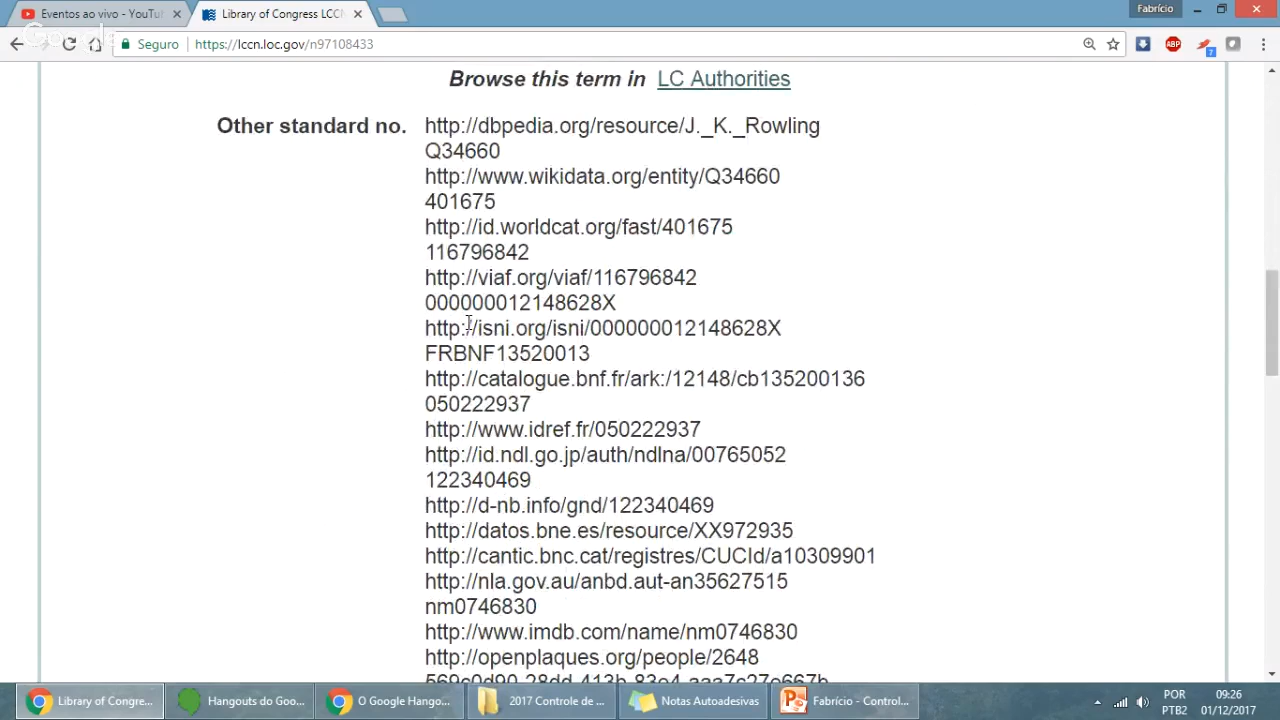 Eventos ao vivo - YouTu
Library of Congress LCCN
Fabrício
Google
Seguro
https://lccn.loc.gov/n97108433
ABP
7
Browse this term in LC Authorities
Other standard no. http://dbpedia.org/resource/J._K._Rowling
Q34660
http://www.wikidata.org/entity/Q34660
401675
http://id.worldcat.org/fast/401675
116796842
http://viaf.org/viaf/116796842
000000012148628X
http://isni.org/isni/000000012148628X
FRBNF13520013
http://catalogue.bnf.fr/ark:/12148/cb135200136
050222937
http://www.idref.fr/050222937
http://id.ndl.go.jp/auth/ndlna/00765052
122340469
http://d-nb.info/gnd/122340469
http://datos.bne.es/resource/XX972935
http://cantic.bnc.cat/registres/CUCId/a10309901
http://nla.gov.au/anbd.aut-an35627515
nm0746830
http://www.imdb.com/name/nm0746830
http://openplaques.org/people/2648
Library of Congre...
Hangouts do Goo...
O Google Hango...
2017 Controle de ...
Notas Autoadesivas
Fabrício - Control...
POR
PTB2
09:26
01/12/2017